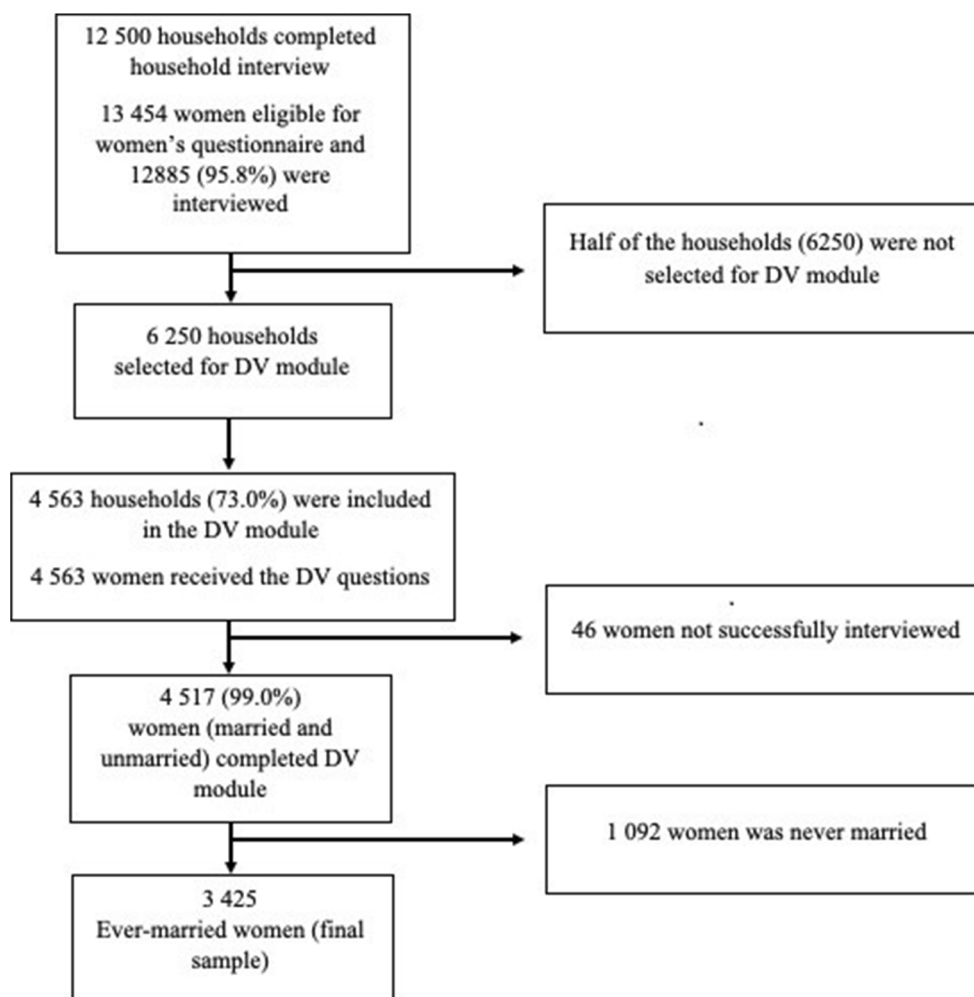 12 500 households completed
household interview
13 454 women eligible for
women's questionnaire and
12885 (95.8%) were
interviewed
Half of the households (6250) were not
selected for DV module
6 250 households
selected for DV module
4 563 households (73.0%) were included
in the DV module
4 563 women received the DV questions
46 women not successfully interviewed
4 517 (99.0%)
women (married and
unmarried) completed DV
module
1 092 women was never married
3 425
Ever-married women (final
sample)